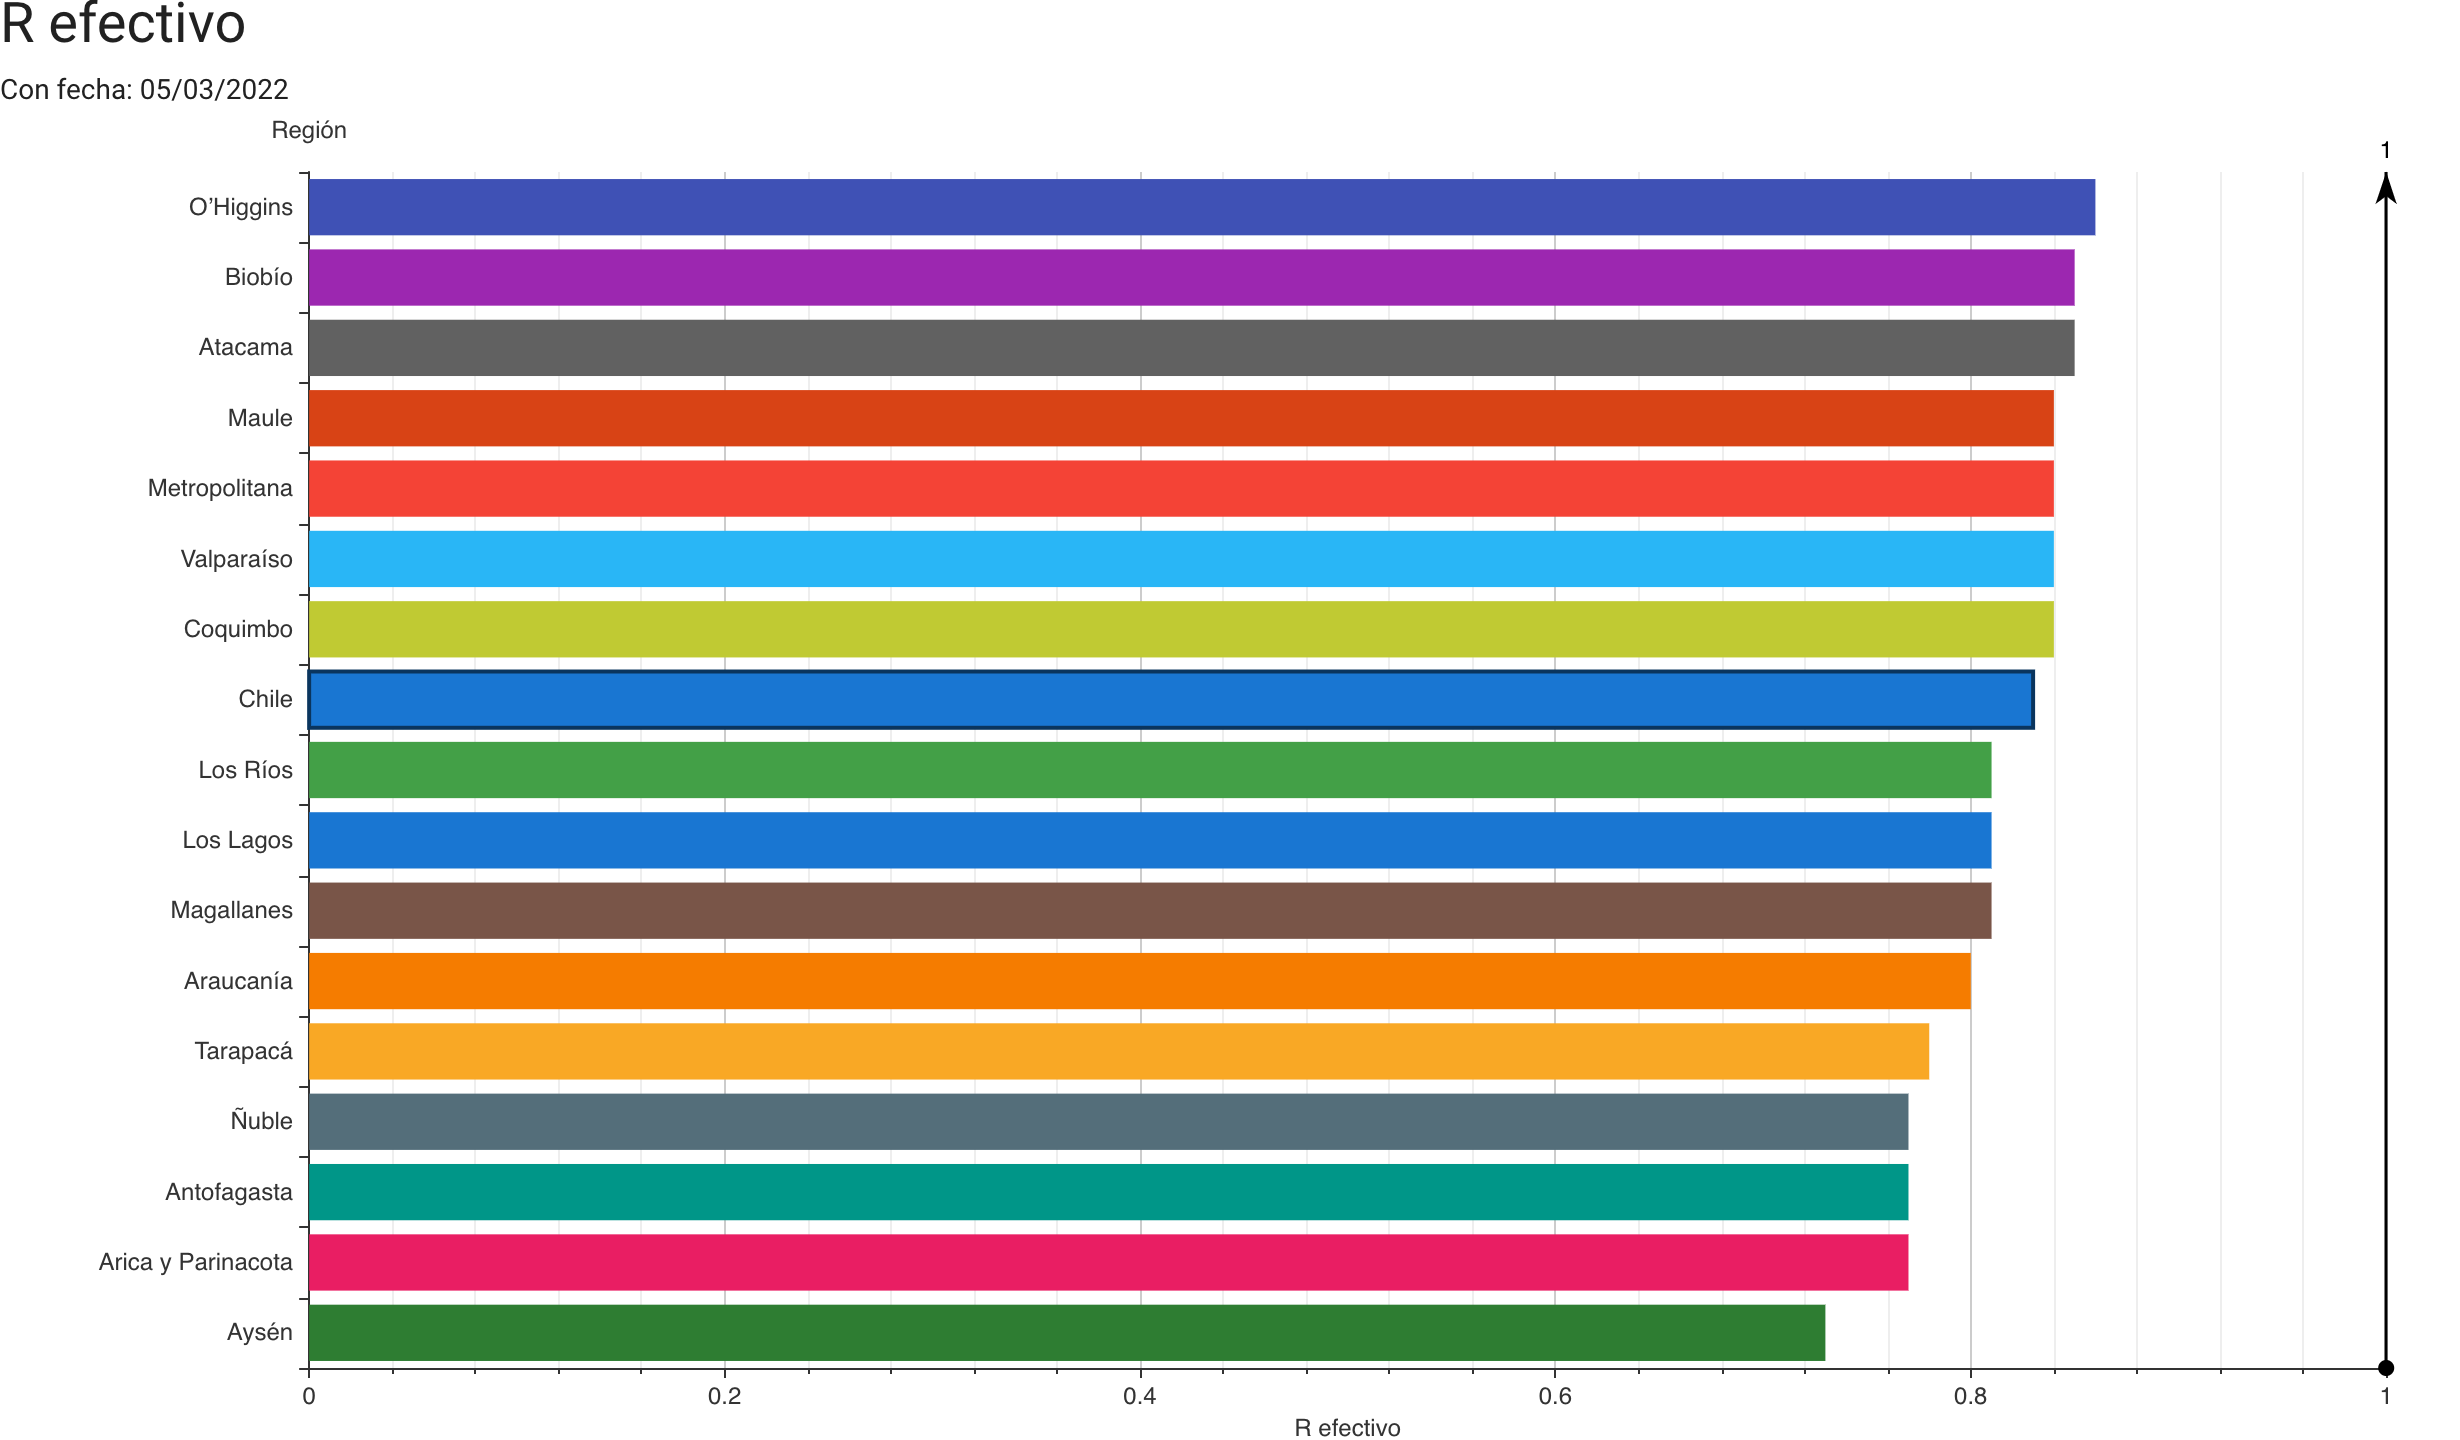 R efectivo
Con fecha: 05/03/2022
Región
1
O’Higgins
Biobío
Atacama
Maule
Metropolitana
Valparaíso
Coquimbo
Chile
Los Ríos
Los Lagos
Magallanes
Araucanía
Tarapacá
Ñuble
Antofagasta
Arica y Parinacota
Aysén
0 0.2 0.4 0.6 0.8 1
R efectivo